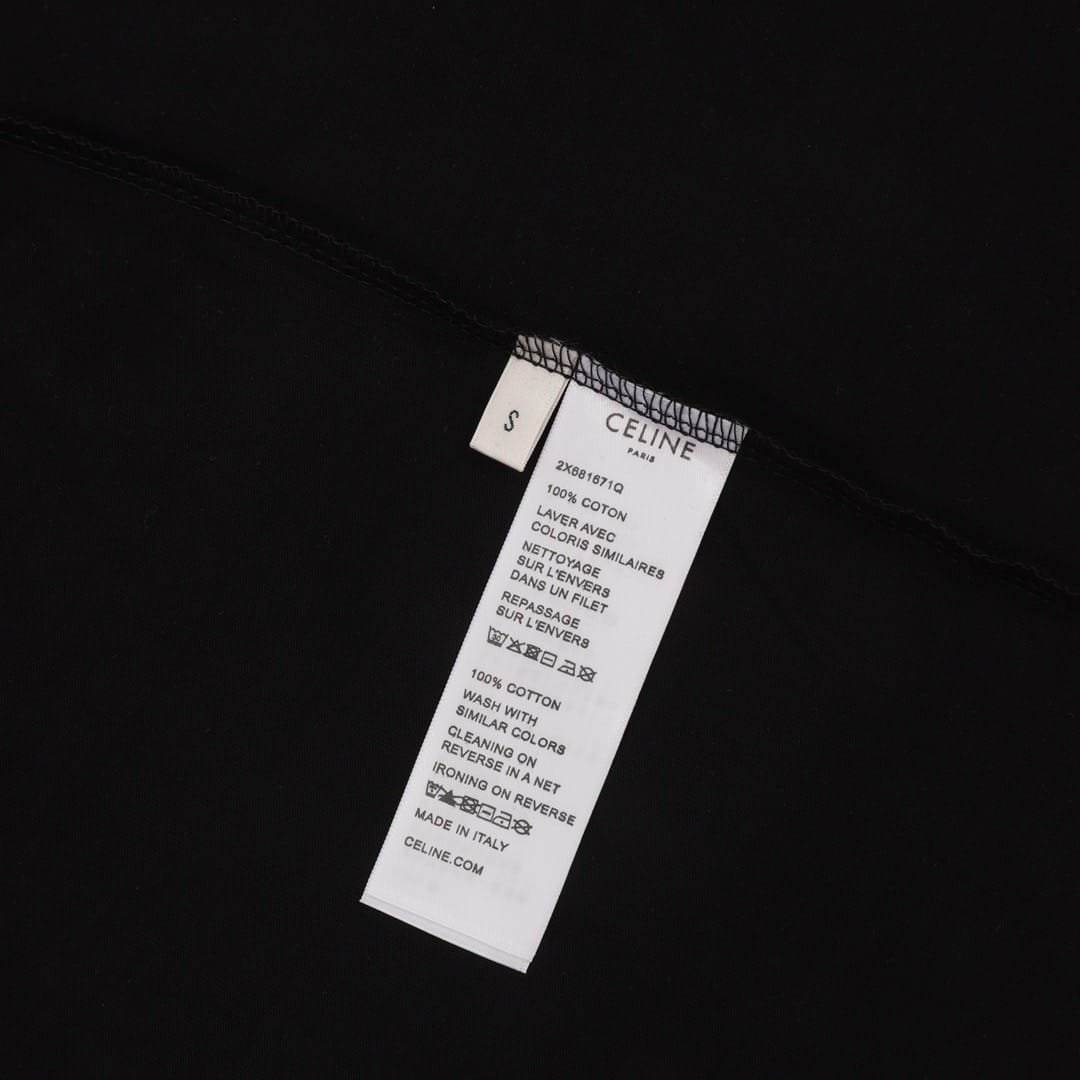 S
CELINE
PARIS
2X681671Q
100% COTON
LAVER AVEC
COLORIS SIMILAIRES
NETTOYAGE
SUR L'ENVERS
DANS UN FILET
REPASSAGE
SUR L'ENVERS
30
100% COTTON
WASH WITH
SIMILAR COLORS
CLEANING ON
REVERSE IN A NET
IRONING ON REVERSE
MADE IN ITALY
CELINE.COM